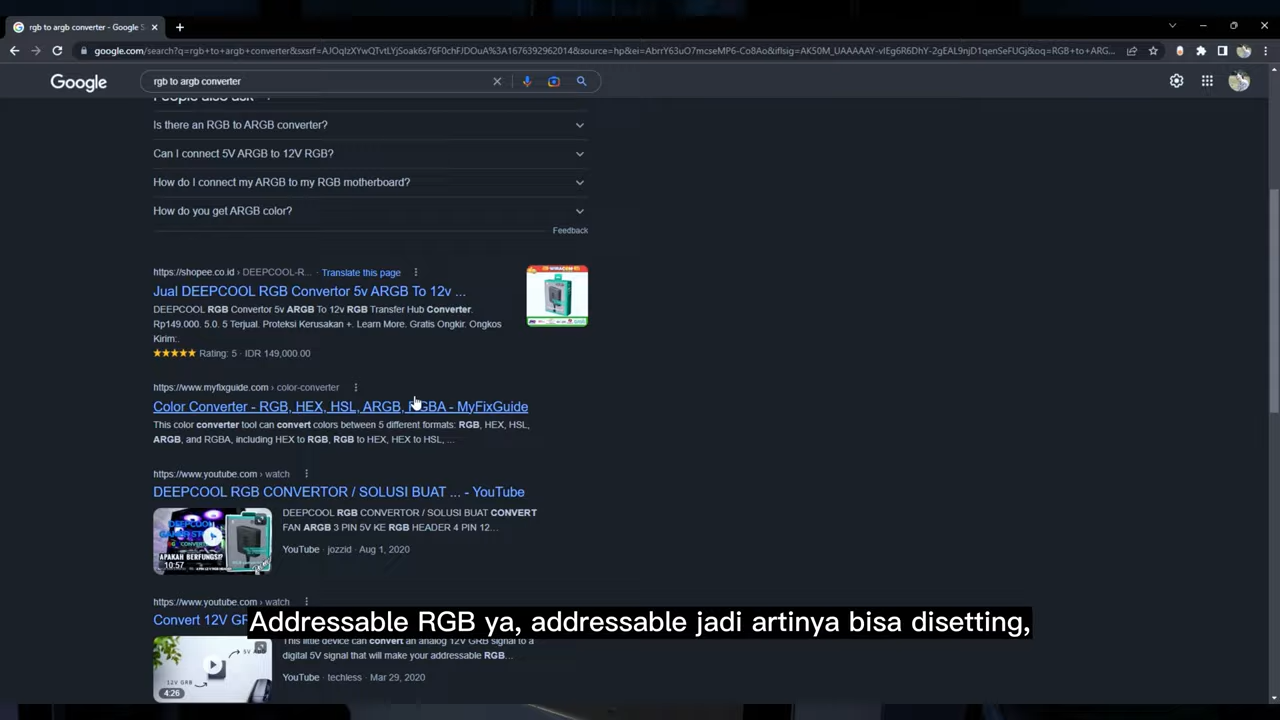 rgb to argb converter - Google S
google.com/search?q=rgb+to+argb+converter&sxsrf=AJOqlzXYwQTvtLYjSoak6s76F0chFJDOuA%3A1676392962014&source=hp&ei=AbrrY63uO7mcseMP6-Co8Ao&iflsig=AK50M_UAAAAAY-vIEg6R6DhY-2gEAL9njD1qenSeFUGj&oq=RGB+to+ARG...
Google
rgb to argb converter
People also ask
Is there an RGB to ARGB converter?
Can I connect 5V ARGB to 12V RGB?
How do I connect my ARGB to my RGB motherboard?
How do you get ARGB color?
Feedback
https://shopee.co.id › DEEPCOOL-R... · Translate this page
Jual DEEPCOOL RGB Convertor 5v ARGB To 12v ...
DEEPCOOL RGB Convertor 5v ARGB To 12v RGB Transfer Hub Converter.
Rp149.000. 5.0. 5 Terjual. Proteksi Kerusakan +. Learn More. Gratis Ongkir. Ongkos
Kirim:.
Rating: 5 · IDR 149,000.00
https://www.myfixguide.com › color-converter
Color Converter - RGB, HEX, HSL, ARGB, RGBA - MyFixGuide
This color converter tool can convert colors between 5 different formats: RGB, HEX, HSL,
ARGB, and RGBA, including HEX to RGB, RGB to HEX, HEX to HSL, ...
https://www.youtube.com › watch
DEEPCOOL RGB CONVERTOR / SOLUSI BUAT ... - YouTube
DEEPCOOL RGB CONVERTOR / SOLUSI BUAT CONVERT
FAN ARGB 3 PIN 5V KE RGB HEADER 4 PIN 12...
YouTube · jozzid · Aug 1, 2020
APAKAH BERFUNGSI?
10:57
https://www.youtube.com › watch
Convert 12V GR
Addressable RGB ya, addressable jadi artinya bisa disetting,
This little device can convert an analog 12V GRB signal to a
digital 5V signal that will make your addressable RGB...
YouTube · techless · Mar 29, 2020
12V GRB
4:26